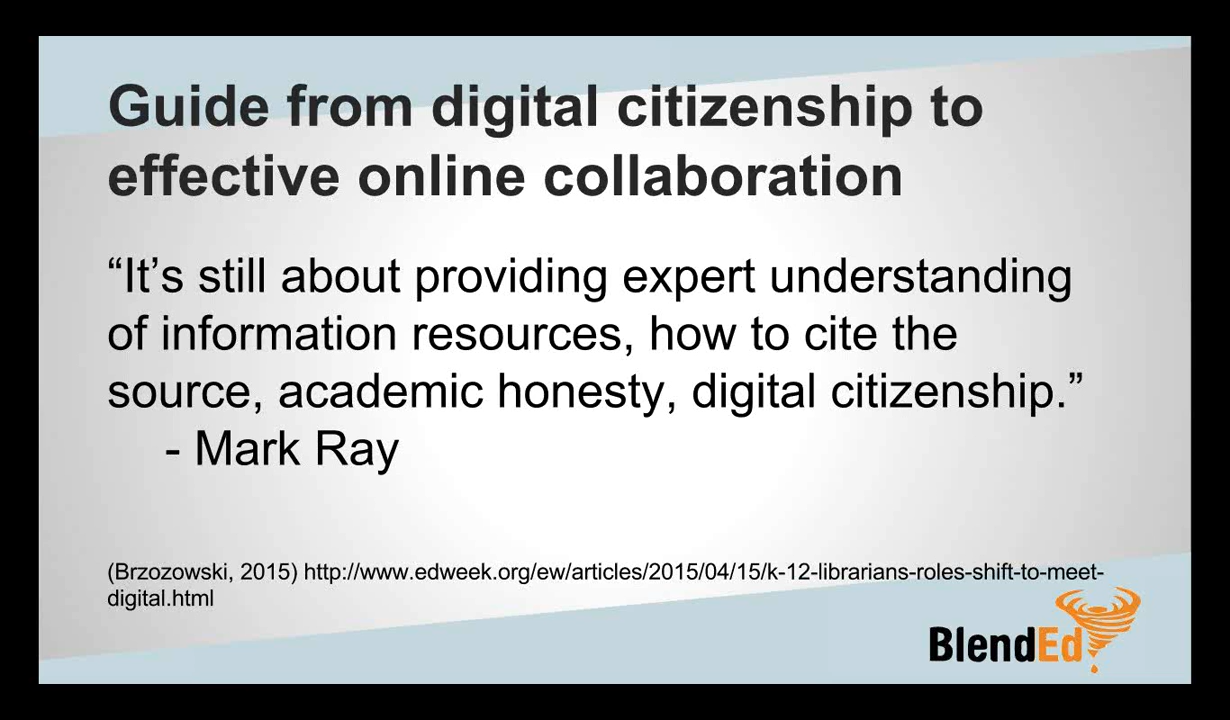 Guide from digital citizenship to
effective online collaboration
“It’s still about providing expert understanding
of information resources, how to cite the
source, academic honesty, digital citizenship.”
- Mark Ray
(Brzozowski, 2015) http://www.edweek.org/ew/articles/2015/04/15/k-12-librarians-roles-shift-to-meet-
digital.html
BlendEd